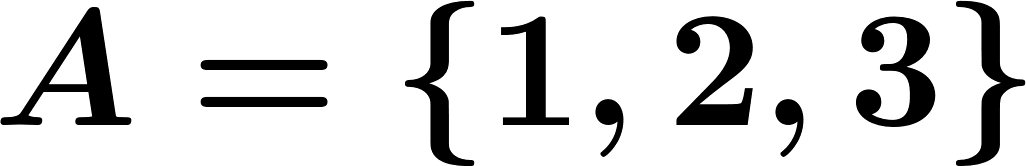 A = {1, 2, 3}